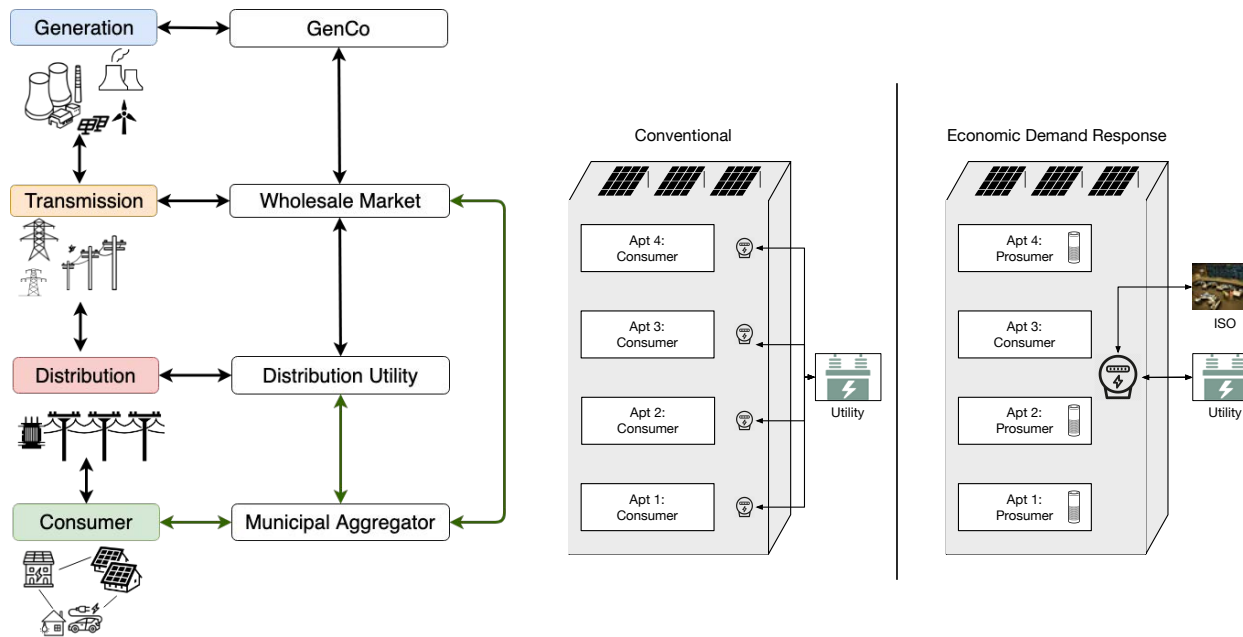 Generation
GenCo
Transmission
Wholesale Market
Distribution
Distribution Utility
Consumer
Municipal Aggregator
Conventional
Apt 4:
Consumer
Apt 3:
Consumer
Apt 2:
Consumer
Apt 1:
Consumer
Utility
Economic Demand Response
Apt 4:
Prosumer
Apt 3:
Consumer
Apt 2:
Prosumer
Apt 1:
Prosumer
ISO
Utility